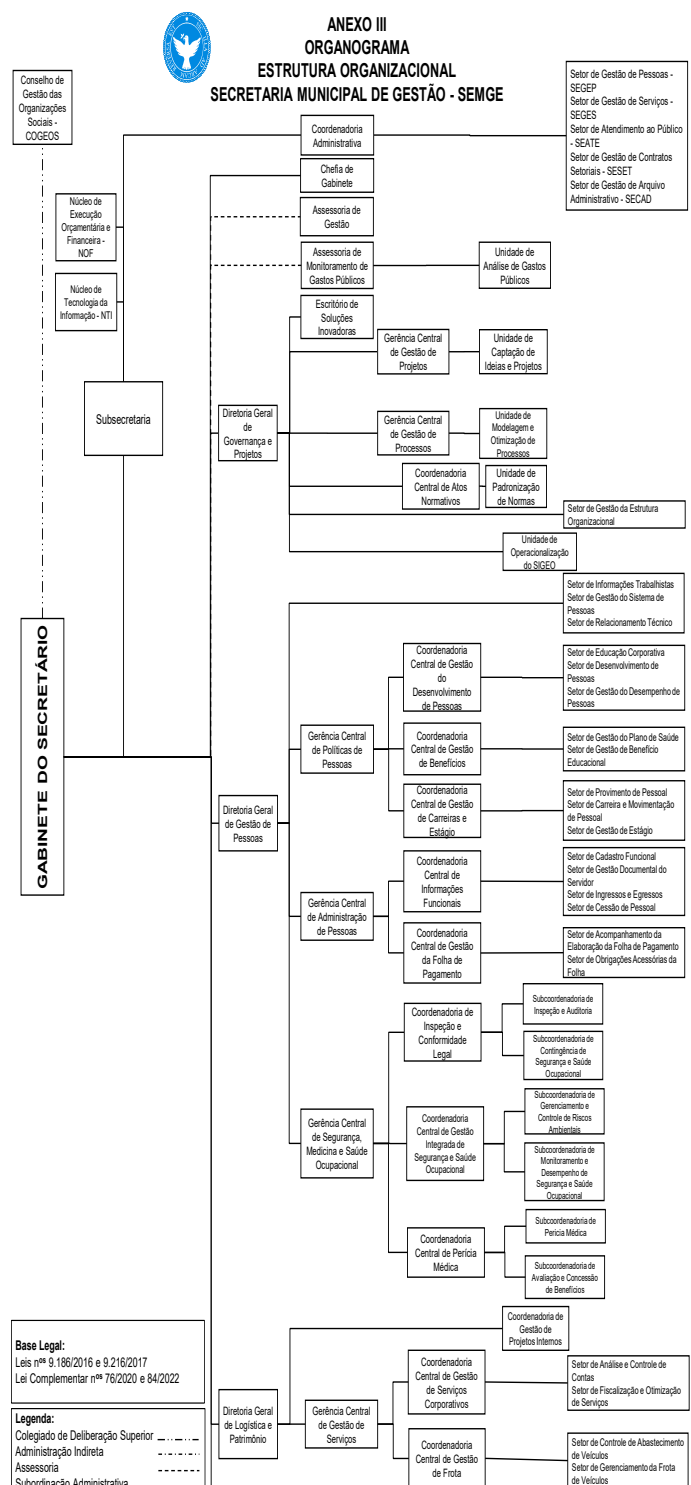 ANEXO III
ORGANOGRAMA
ESTRUTURA ORGANIZACIONAL
SECRETARIA MUNICIPAL DE GESTÃO - SEMGE
Conselho de
Gestão das
Organizações
Sociais -
COGEOS
Coordenadoria
Administrativa
Setor de Gestão de Pessoas -
SEGEP
Setor de Gestão de Serviços -
SEGES
Setor de Atendimento ao Público
- SEATE
Setor de Gestão de Contratos
Setoriais - SESET
Setor de Gestão de Arquivo
Administrativo - SECAD
Chefia de
Gabinete
Núcleo de
Execução
Orçamentária e
Financeira -
NOF
Assessoria de
Gestão
Assessoria de
Monitoramento de
Gastos Públicos
Unidade de
Análise de Gastos
Públicos
Núcleo de
Tecnologia da
Informação - NTI
Escritório de
Soluções
Inovadoras
Gerência Central
de Gestão de
Projetos
Unidade de
Captação de
Ideias e Projetos
Subsecretaria
Diretoria Geral
de
Governança e
Projetos
Gerência Central
de Gestão de
Processos
Unidade de
Modelagem e
Otimização de
Processos
Coordenadoria
Central de Atos
Normativos
Unidade de
Padronização
de Normas
Setor de Gestão da Estrutura
Organizacional
Unidade de
Operacionalização
do SIGEO
GABINETE DO SECRETÁRIO
Diretoria Geral
de Gestão de
Pessoas
Setor de Informações Trabalhistas
Setor de Gestão do Sistema de
Pessoas
Setor de Relacionamento Técnico
Gerência Central
de Políticas de
Pessoas
Coordenadoria
Central de Gestão
do
Desenvolvimento
de Pessoas
Setor de Educação Corporativa
Setor de Desenvolvimento de
Pessoas
Setor de Gestão do Desempenho de
Pessoas
Coordenadoria
Central de Gestão
de Benefícios
Setor de Gestão do Plano de Saúde
Setor de Gestão de Benefício
Educacional
Coordenadoria
Central de Gestão
de Carreiras e
Estágio
Setor de Provimento de Pessoal
Setor de Carreira e Movimentação
de Pessoal
Setor de Gestão de Estágio
Gerência Central
de Administração
de Pessoas
Coordenadoria
Central de
Informações
Funcionais
Setor de Cadastro Funcional
Setor de Gestão Documental do
Servidor
Setor de Ingressos e Egressos
Setor de Cessão de Pessoal
Coordenadoria
Central de Gestão
da Folha de
Pagamento
Setor de Acompanhamento da
Elaboração da Folha de Pagamento
Setor de Obrigações Acessórias da
Folha
Gerência Central
de Segurança,
Medicina e Saúde
Ocupacional
Coordenadoria de
Inspeção e
Conformidade
Legal
Subcoordenadoria de
Inspeção e Auditoria
Subcoordenadoria de
Contingência de
Segurança e Saúde
Ocupacional
Coordenadoria
Central de Gestão
Integrada de
Segurança e Saúde
Ocupacional
Subcoordenadoria de
Gerenciamento e
Controle de Riscos
Ambientais
Subcoordenadoria de
Monitoramento e
Desempenho de
Segurança e Saúde
Ocupacional
Coordenadoria
Central de Perícia
Médica
Subcoordenadoria de
Pericia Médica
Subcoordenadoria de
Avaliação e Concessão
de Benefícios
Diretoria Geral
de Logística e
Patrimônio
Coordenadoria de
Gestão de
Projetos Internos
Gerência Central
de Gestão de
Serviços
Coordenadoria
Central de Gestão
de Serviços
Corporativos
Setor de Análise e Controle de
Contas
Setor de Fiscalização e Otimização
de Serviços
Coordenadoria
Central de Gestão
de Frota
Setor de Controle de Abastecimento
de Veículos
Setor de Gerenciamento da Frota
de Veículos
Base Legal:
Leis nºs 9.186/2016 e 9.216/2017
Lei Complementar nºs 76/2020 e 84/2022
Legenda:
Colegiado de Deliberação Superior
Administração Indireta
Assessoria
Subordinação Administrativa